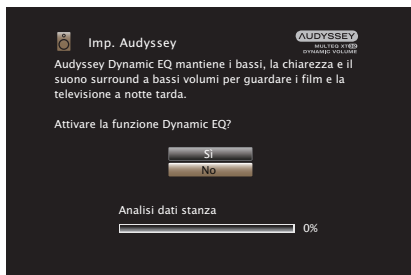 Imp. Audyssey
AUDYSSEY
MULTEQ XT32
DYNAMIC VOLUME
Audyssey Dynamic EQ mantiene i bassi, la chiarezza e il
suono surround a bassi volumi per guardare i film e la
televisione a notte tarda.
Attivare la funzione Dynamic EQ?
Sì
No
Analisi dati stanza
0%